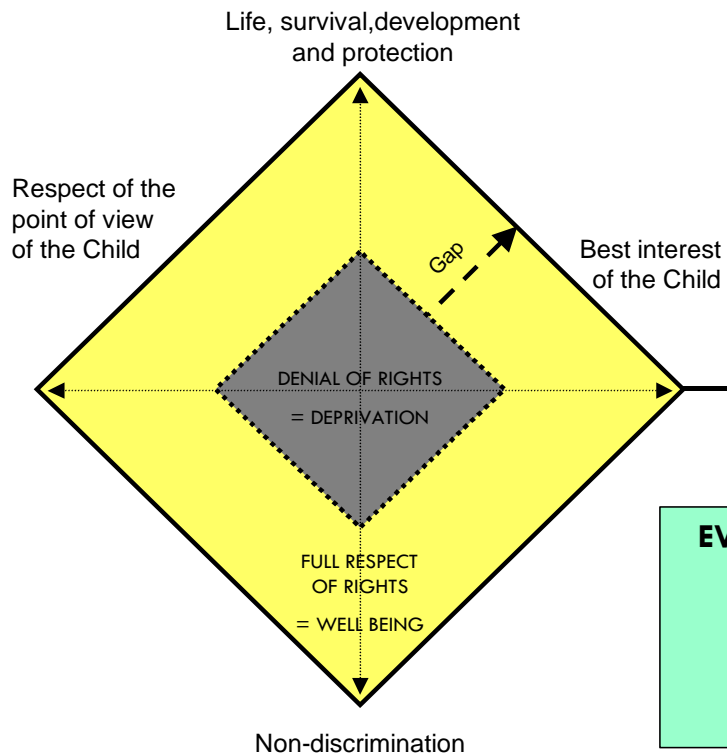 Life, survival,development
and protection
Respect of the
point of view
of the Child
Gap
Best interest
of the Child
DENIAL OF RIGHTS
= DEPRIVATION
EV
FULL RESPECT
OF RIGHTS
= WELL BEING
Non-discrimination